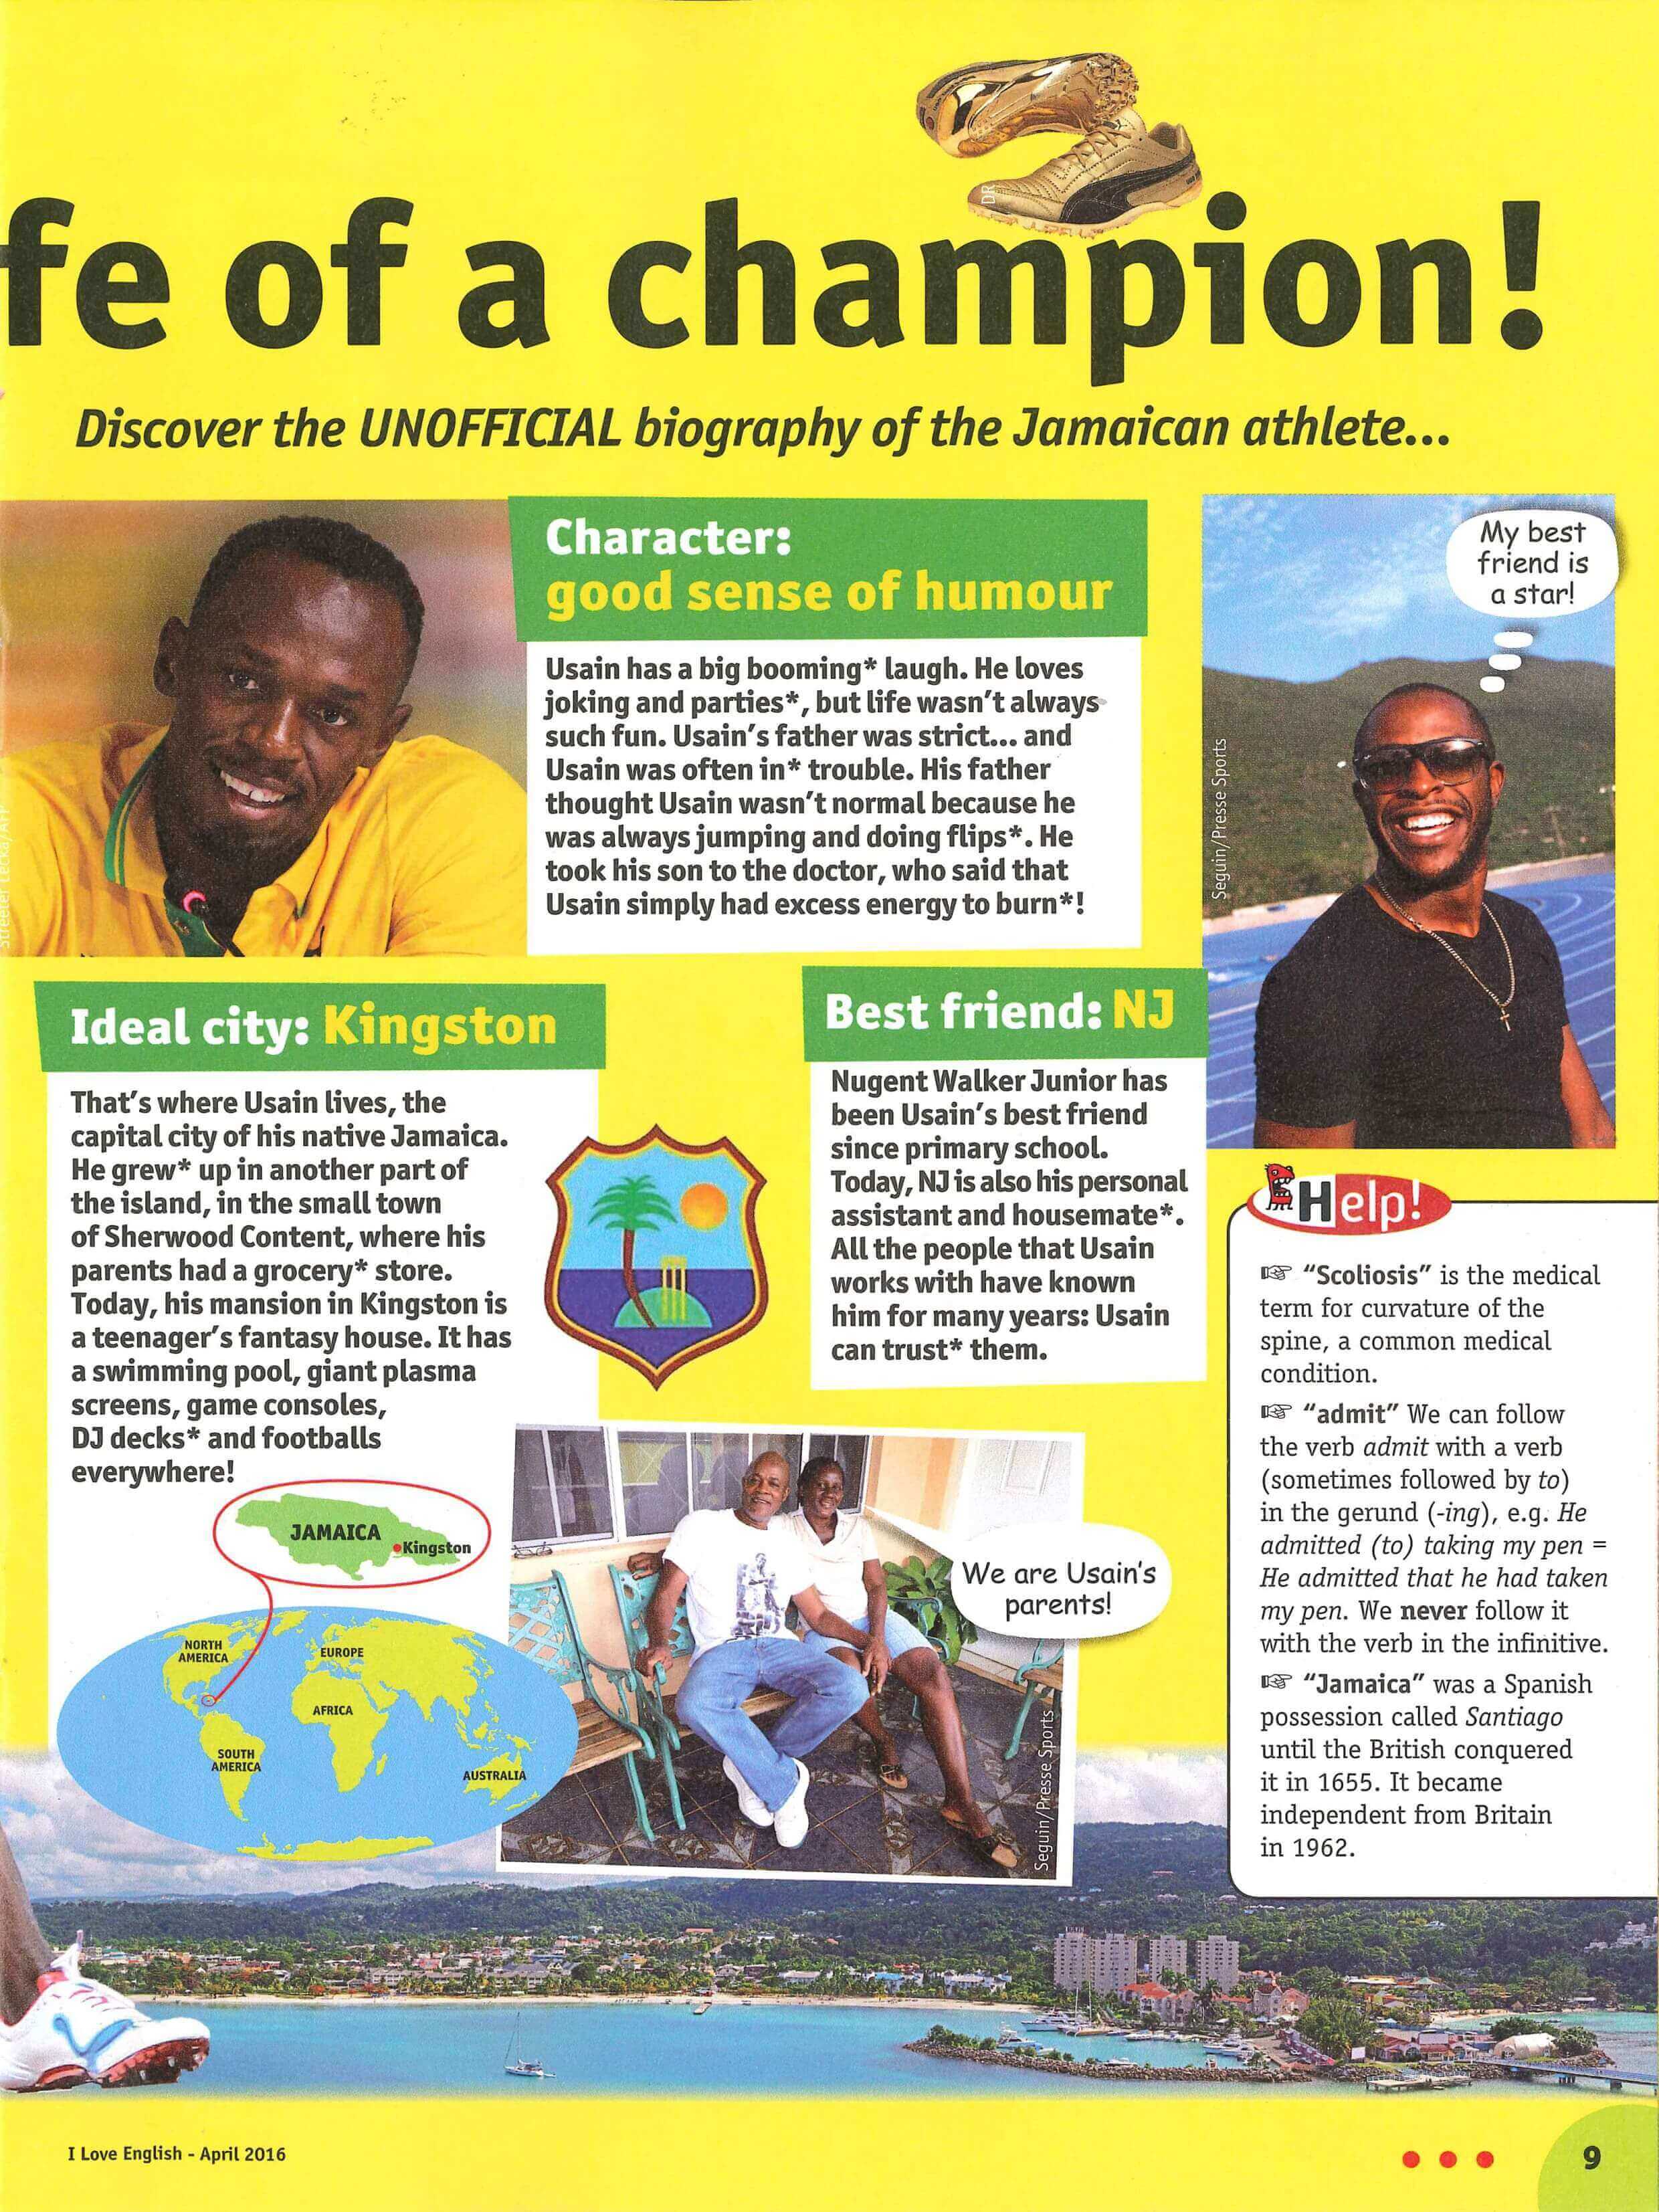 DR
fe of a champion!
Discover the UNOFFICIAL biography of the Jamaican athlete...
Character:
good sense of humour
Usain has a big booming* laugh. He loves
joking and parties*, but life wasn't always
such fun. Usain's father was strict... and
Usain was often in* trouble. His father
thought Usain wasn't normal because he
was always jumping and doing flips*. He
took his son to the doctor, who said that
Usain simply had excess energy to burn*!
My best
friend is
a star!
Seguin/Presse Sports
Ideal city: Kingston
That's where Usain lives, the
capital city of his native Jamaica.
He grew* up in another part of
the island, in the small town
of Sherwood Content, where his
parents had a grocery* store.
Today, his mansion in Kingston is
a teenager's fantasy house. It has
a swimming pool, giant plasma
screens, game consoles,
DJ decks* and footballs
everywhere!
JAMAICA
Kingston
NORTH
AMERICA
EUROPE
AFRICA
SOUTH
AMERICA
AUSTRALIA
Best friend: NJ
Nugent Walker Junior has
been Usain's best friend
since primary school.
Today, NJ is also his personal
assistant and housemate*.
All the people that Usain
works with have known
him for many years: Usain
can trust* them.
We are Usain's
parents!
Seguin/Presse Sports
Help!
☞ "Scoliosis" is the medical
term for curvature of the
spine, a common medical
condition.
☞ "admit" We can follow
the verb admit with a verb
(sometimes followed by to)
in the gerund (-ing), e.g. He
admitted (to) taking my pen =
He admitted that he had taken
my pen. We never follow it
with the verb in the infinitive.
☞ "Jamaica" was a Spanish
possession called Santiago
until the British conquered
it in 1655. It became
independent from Britain
in 1962.
I Love English - April 2016
9